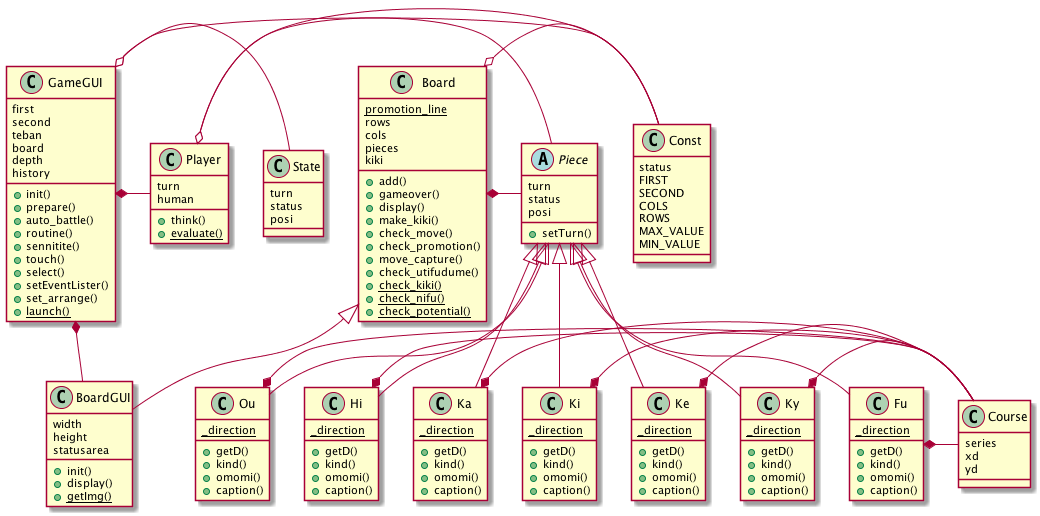 C GameGUI
first
second
teban
board
depth
history
init()
prepare()
auto_battle()
routine()
sennitite()
touch()
select()
setEventLister()
set_arrange()
launch()
C Player
turn
human
think()
evaluate()
C State
turn
status
posi
C Board
promotion_line
rows
cols
pieces
kiki
add()
gameover()
display()
make_kiki()
check_move()
check_promotion()
move_capture()
check_utifudume()
check_kiki()
check_nifu()
check_potential()
A Piece
turn
status
posi
setTurn()
C Const
status
FIRST
SECOND
COLS
ROWS
MAX_VALUE
MIN_VALUE
C BoardGUI
width
height
statusarea
init()
display()
getImg()
C Ou
_direction
getD()
kind()
omomi()
caption()
C Hi
_direction
getD()
kind()
omomi()
caption()
C Ka
_direction
getD()
kind()
omomi()
caption()
C Ki
_direction
getD()
kind()
omomi()
caption()
C Ke
_direction
getD()
kind()
omomi()
caption()
C Ky
_direction
getD()
kind()
omomi()
caption()
C Fu
_direction
getD()
kind()
omomi()
caption()
C Course
series
xd
yd